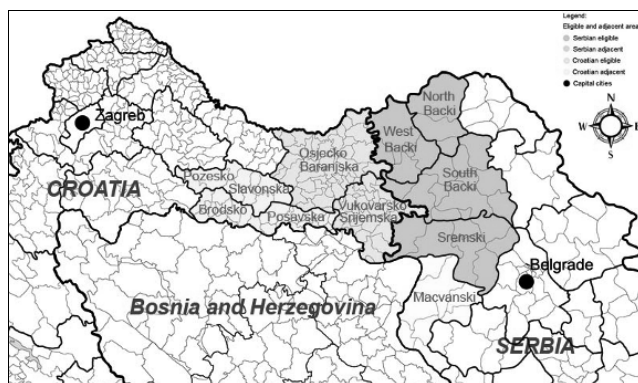 Legend:
Eligible and adjacent area
Serbian eligible
Serbian adjacent
Croatian eligible
Croatian adjacent
Capital cities
N
W
E
S
Zagreb
North
Backi
West
Backi
Osjecko
Baranjska
South
Backi
Pozesko
Slavonska
CROATIA
Brodsko
Posavska
Vukovarsko
Srijemska
Sremski
Belgrade
Macvanski
Bosnia and Herzegovina
SERBIA